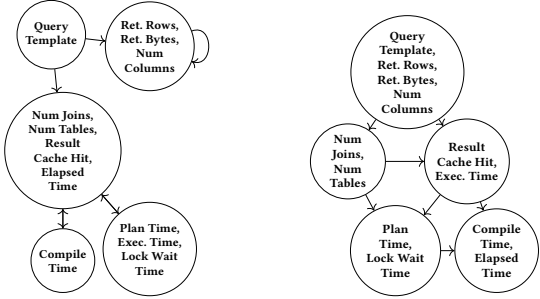 Query
Template
Ret. Rows,
Ret. Bytes,
Num
Columns
Num Joins,
Num Tables,
Result
Cache Hit,
Elapsed
Time
Compile
Time
Plan Time,
Exec. Time,
Lock Wait
Time
Query
Template,
Ret. Rows,
Ret. Bytes,
Num
Columns
Num
Joins,
Num
Tables
Result
Cache Hit,
Exec. Time
Plan
Time,
Lock Wait
Time
Compile
Time,
Elapsed
Time